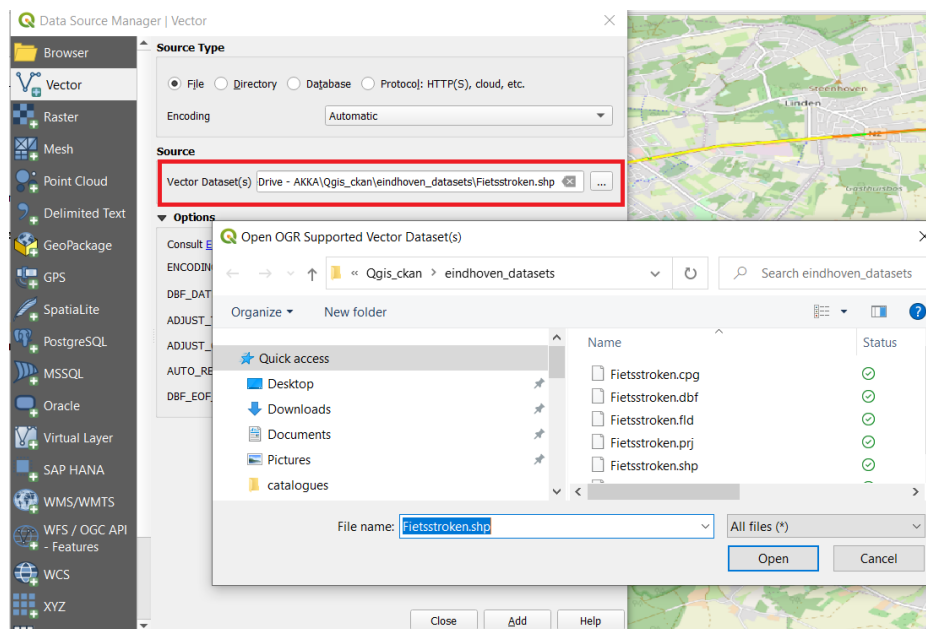 Data Source Manager | Vector
Browser
Vector
Raster
Mesh
Point Cloud
Delimited Text
GeoPackage
GPS
SpatiaLite
PostgreSQL
MSSQL
Oracle
Virtual Layer
SAP HANA
WMS/WMTS
WFS / OGC API
- Features
WCS
XYZ
Source Type
File Directory Database Protocol: HTTP(S), cloud, etc.
Encoding Automatic
Source
Vector Dataset(s) Drive - AKKA\Qgis_ckan\eindhoven_datasets\Fietsstroken.shp ...
Options
Consult E
ENCODIN
DBF_DAT
ADJUST_
ADJUST_
AUTO_RE
DBF_EOF_
Open OGR Supported Vector Dataset(s)
« Qgis_ckan > eindhoven_datasets
Search eindhoven_datasets
Organize New folder
Quick access
Desktop
Downloads
Documents
Pictures
catalogues
Name Status
Fietsstroken.cpg
Fietsstroken.dbf
Fietsstroken.fld
Fietsstroken.prj
Fietsstroken.shp
File name: Fietsstroken.shp All files (*)
Open Cancel
Close Add Help
Steenhoven
Linden
N2